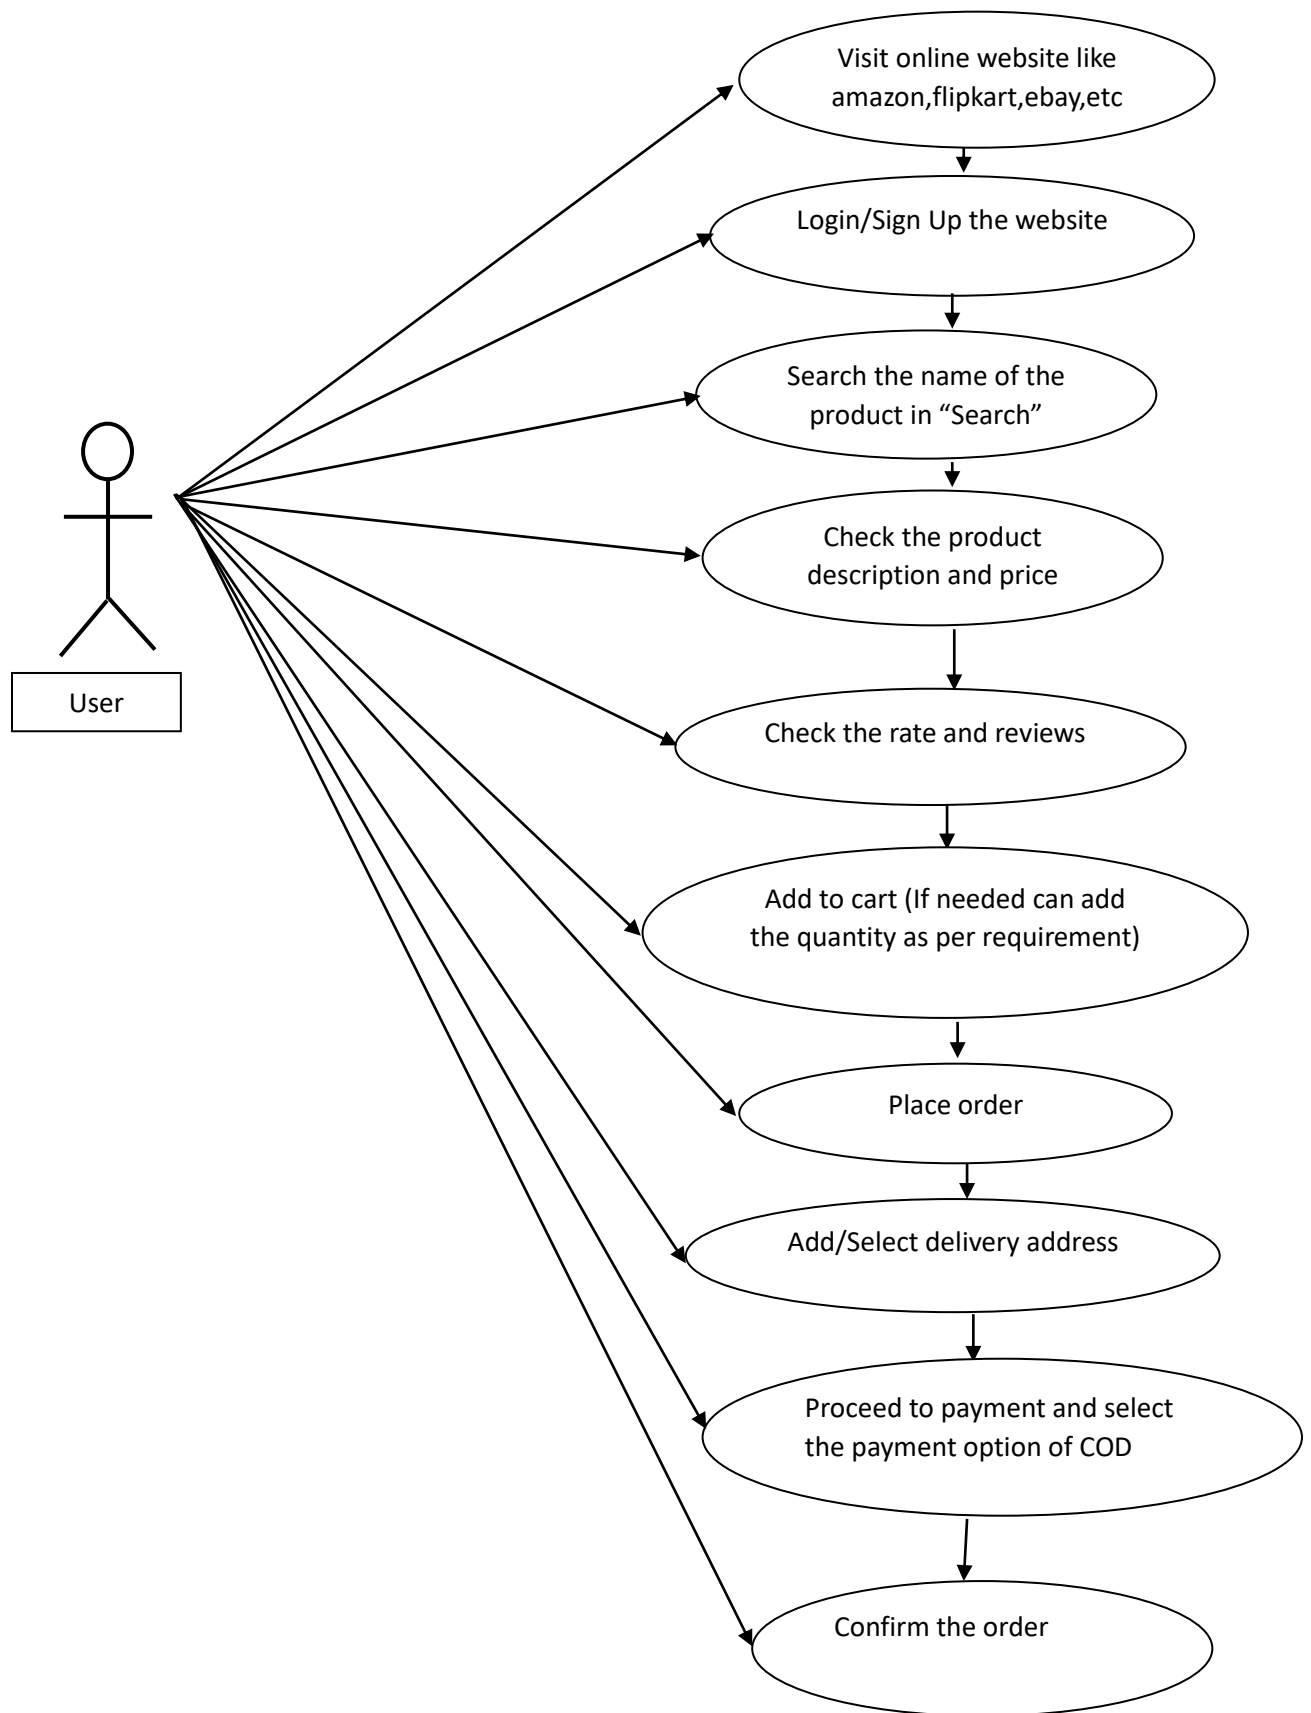 Visit online website like
amazon,flipkart,ebay,etc
Login/Sign Up the website
Search the name of the
product in “Search”
Check the product
description and price
User
Check the rate and reviews
Add to cart (If needed can add
the quantity as per requirement)
Place order
Add/Select delivery address
Proceed to payment and select
the payment option of COD
Confirm the order